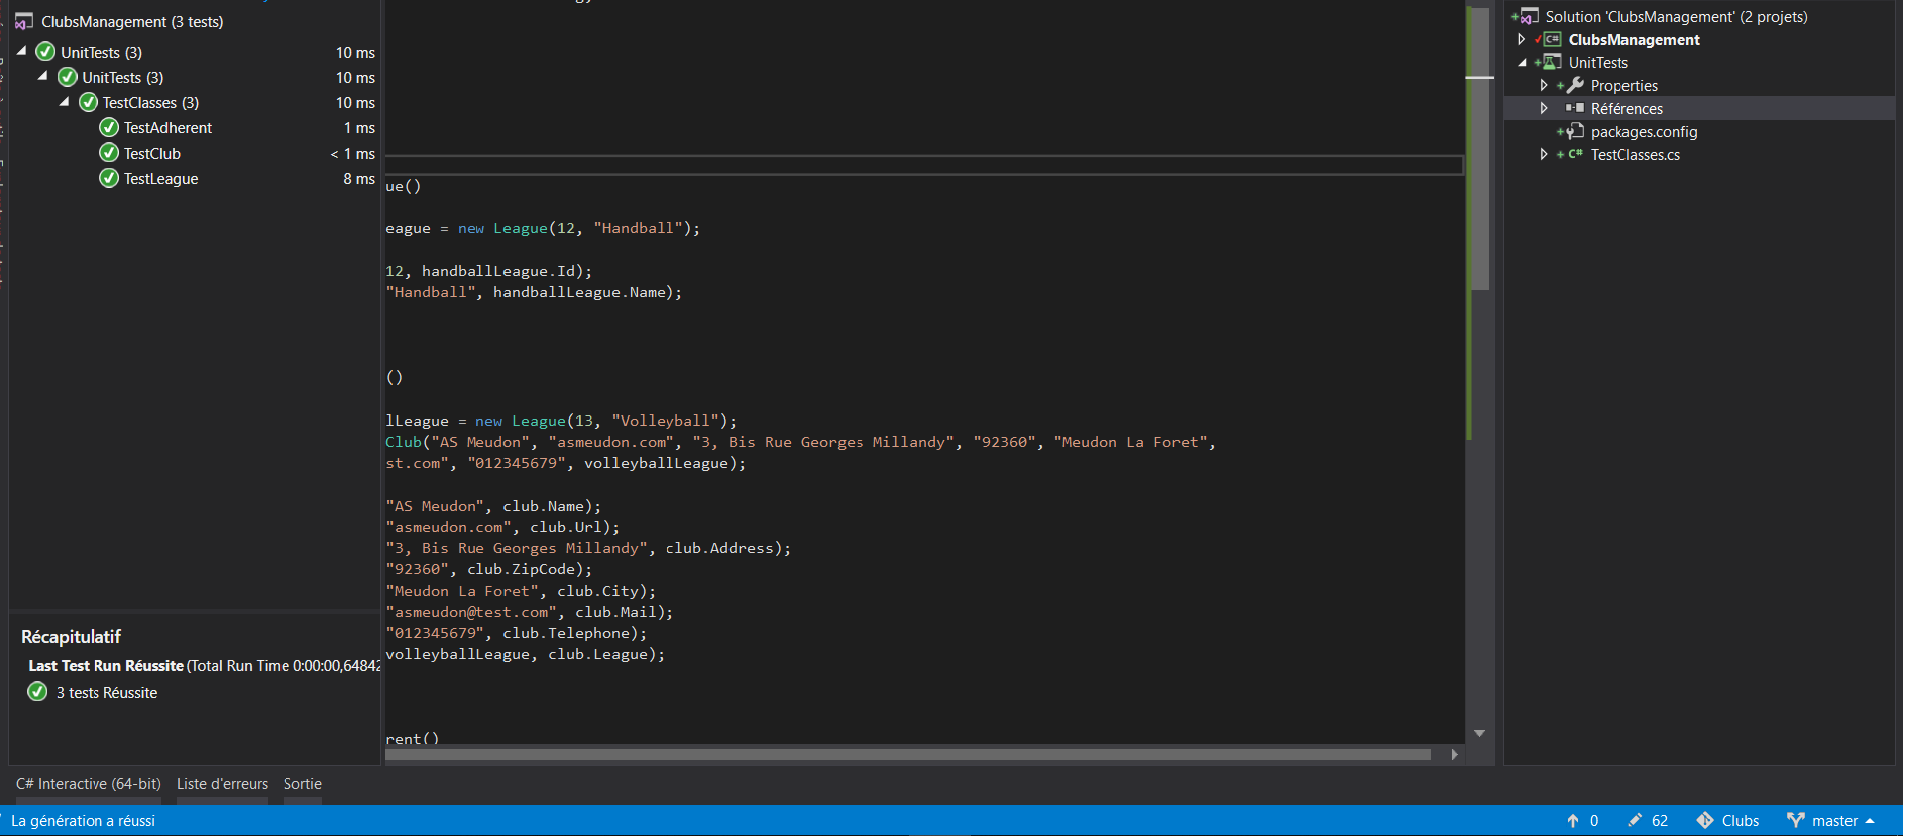 ClubsManagement (3 tests)
UnitTests (3) 10 ms
UnitTests (3) 10 ms
TestClasses (3) 10 ms
TestAdherent 1 ms
TestClub < 1 ms
TestLeague 8 ms
Récapitulatif
Last Test Run Réussite (Total Run Time 0:00:00,64842
3 tests Réussite
ue()
eague = new League(12, "Handball");
12, handballLeague.Id);
"Handball", handballLeague.Name);
()
lLeague = new League(13, "Volleyball");
Club("AS Meudon", "asmeudon.com", "3, Bis Rue Georges Millandy", "92360", "Meudon La Foret",
st.com", "012345679", volleyballLeague);
"AS Meudon", club.Name);
"asmeudon.com", club.Url);
"3, Bis Rue Georges Millandy", club.Address);
"92360", club.ZipCode);
"Meudon La Foret", club.City);
"asmeudon@test.com", club.Mail);
"012345679", club.Telephone);
volleyballLeague, club.League);
rent()
Solution 'ClubsManagement' (2 projets)
C# ClubsManagement
UnitTests
Properties
Références
packages.config
C# TestClasses.cs
C# Interactive (64-bit) Liste d'erreurs Sortie
La génération a réussi 0 62 Clubs master